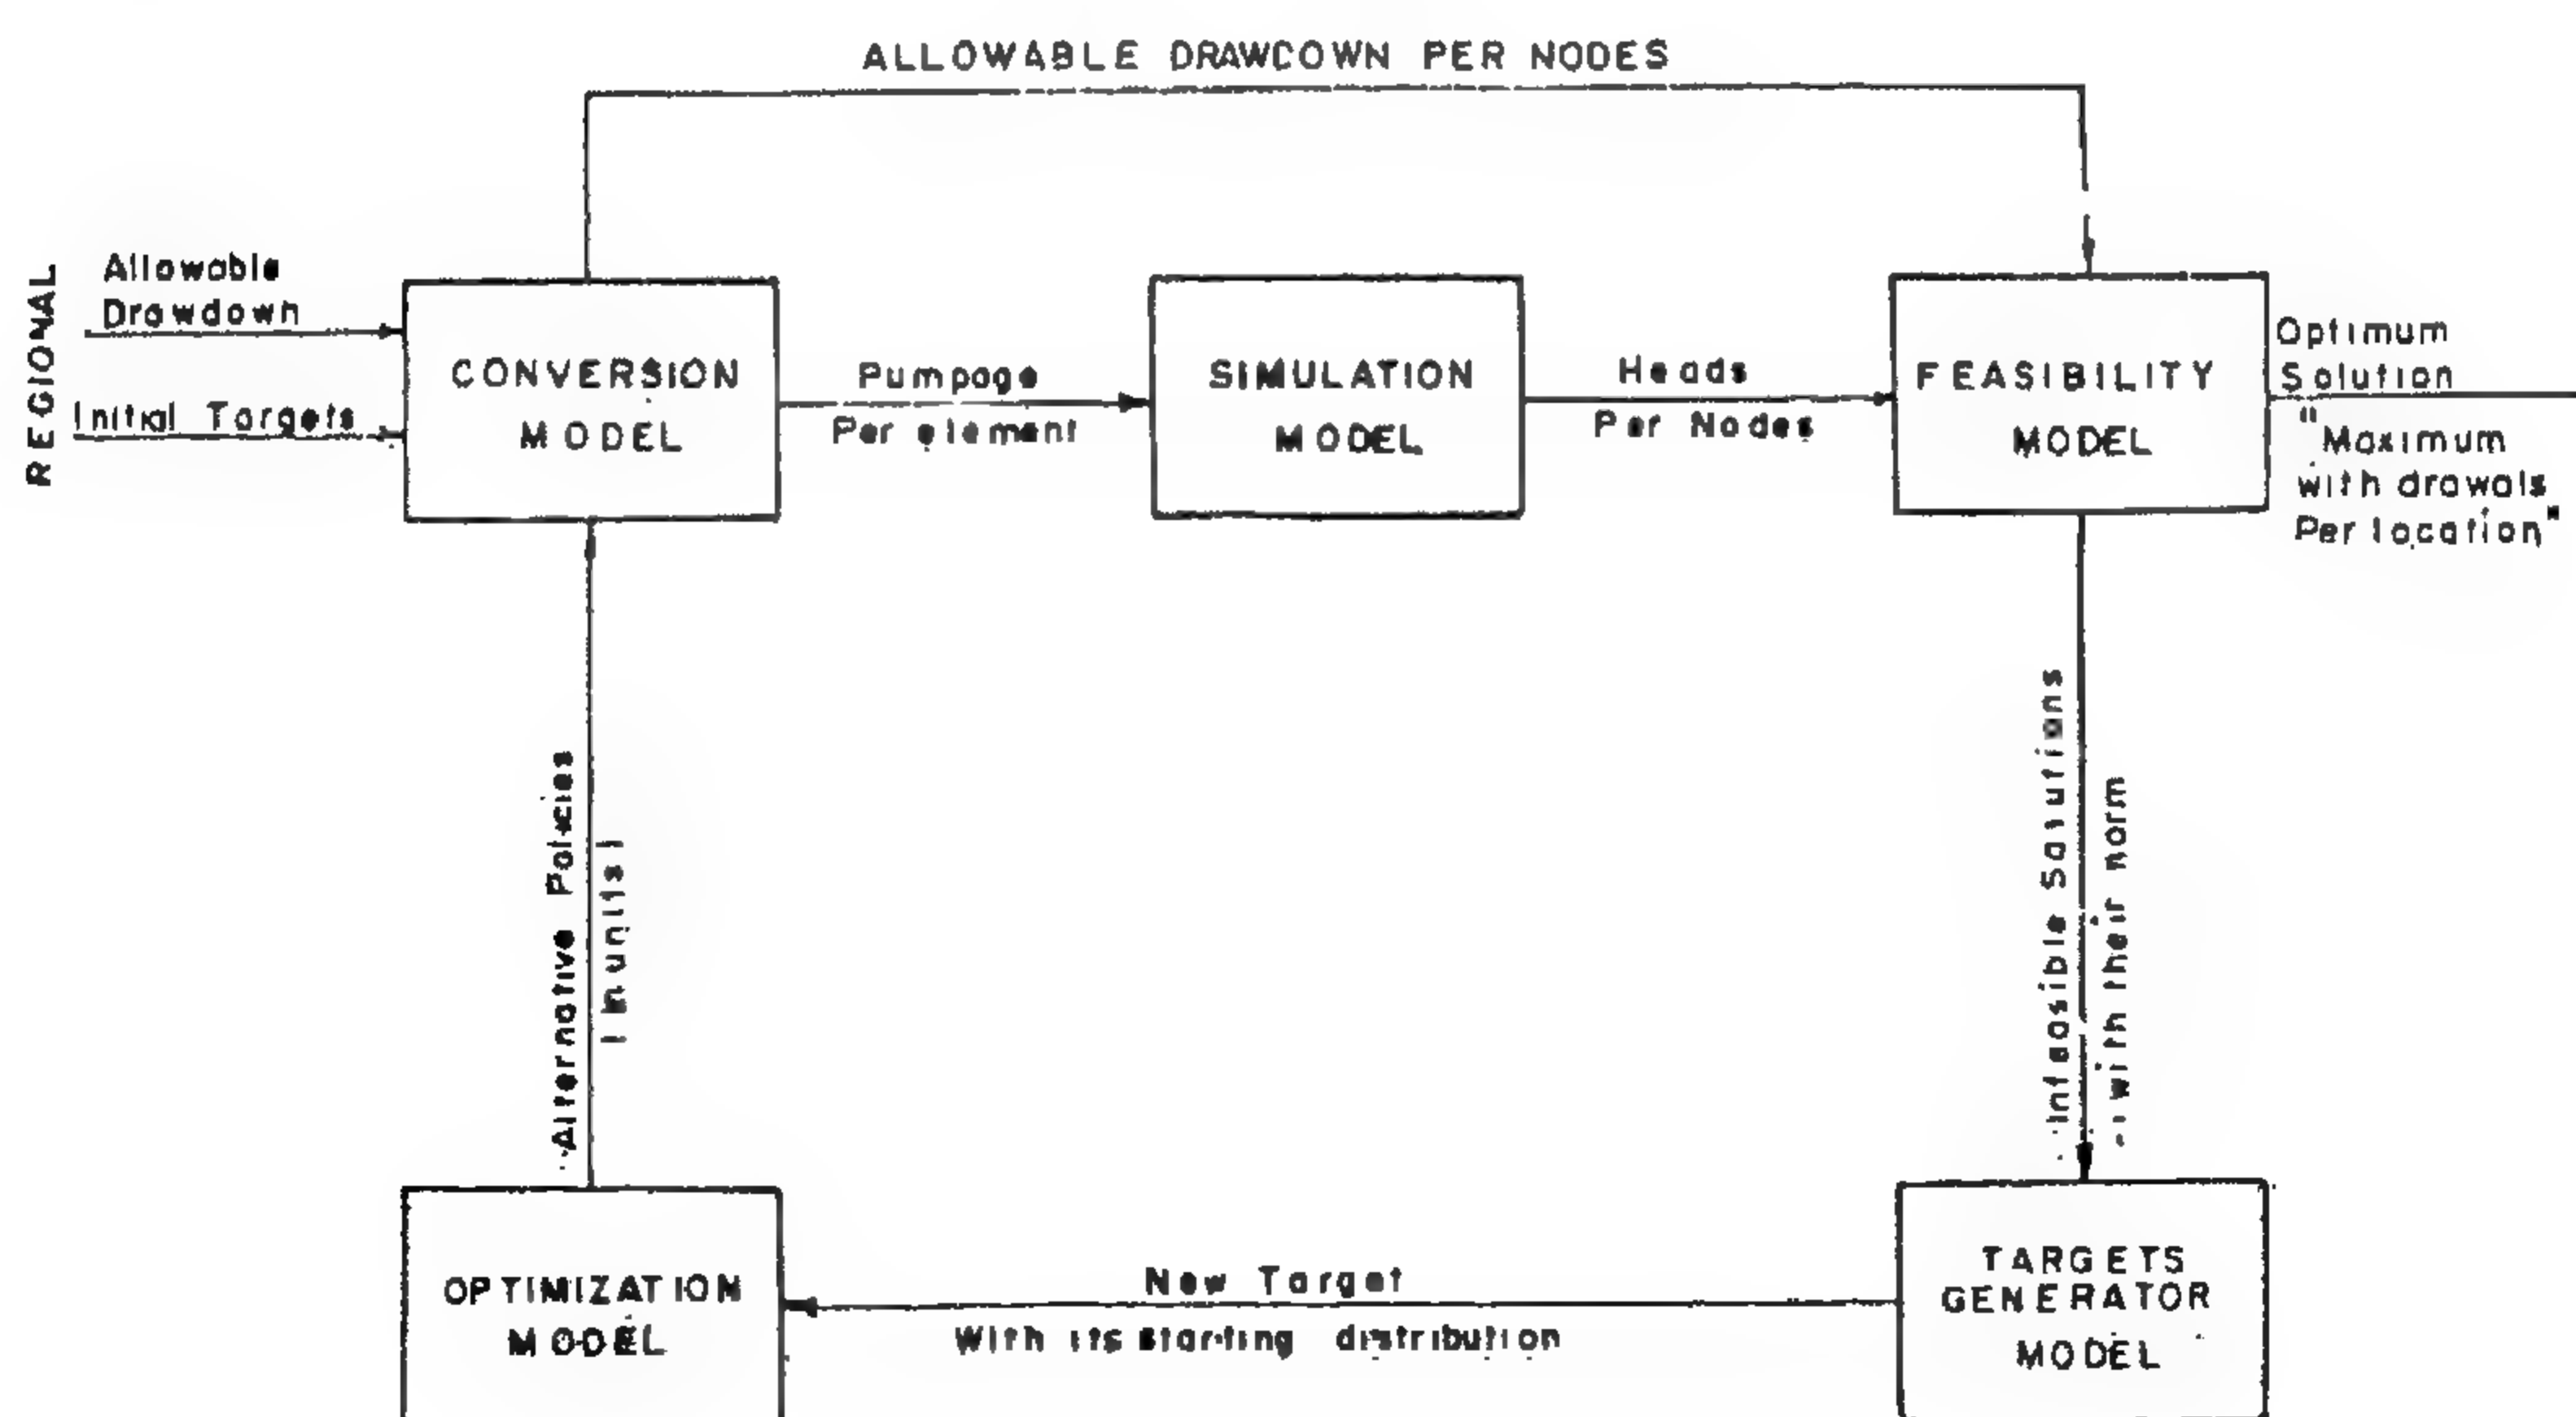 ALLOWABLE DRAWDOWN PER NODES
REGIONAL
Allowable
Drawdown
Initial Targets
CONVERSION
MODEL
Pumpage
Per element
SIMULATION
MODEL
Heads
Per Nodes
FEASIBILITY
MODEL
Optimum
Solution
"Maximum
with drawals
Per location"
Alternative Policies
( In units )
Infeasible Solutions
with their norm
OPTIMIZATION
MODEL
New Target
With its starting distribution
TARGETS
GENERATOR
MODEL